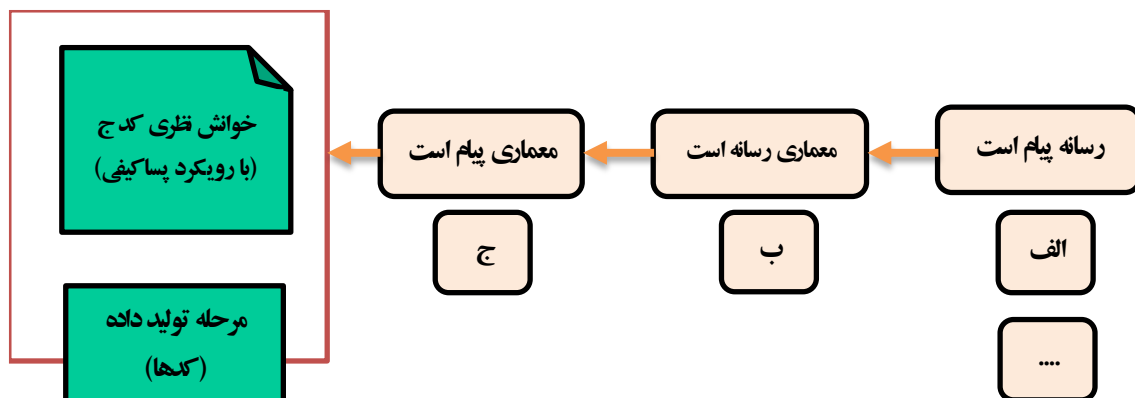 رسانه پیام است
معماری رسانه است
معماری پیام است
خوانش نظری کد ج
(با رویکرد پساکیفی)
الف
ب
ج
....
مرحله تولید داده
(کدها)